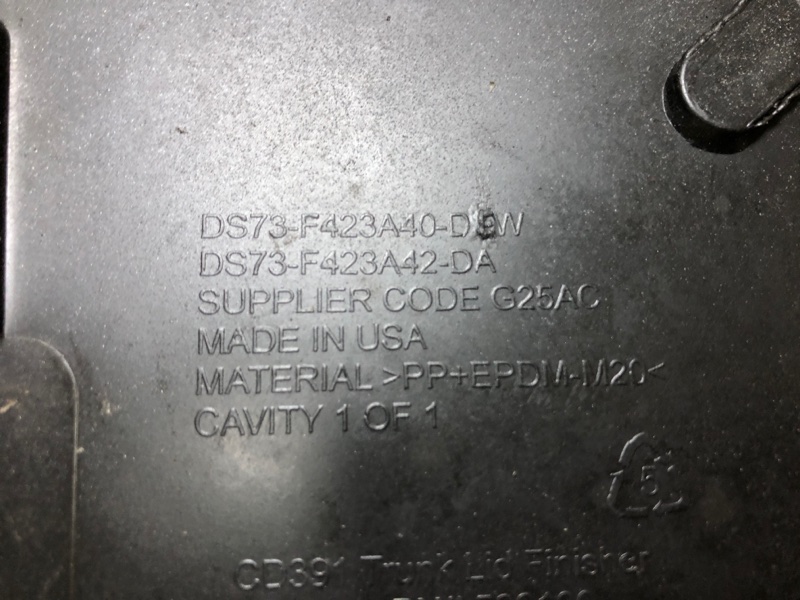 DS73-F423A40-D5W
DS73-F423A42-DA
SUPPLIER CODE G25AC
MADE IN USA
MATERIAL >PP+EPDM-M20<
CAVITY 1 OF 1
5
CD391 Trunk Lid Finisher